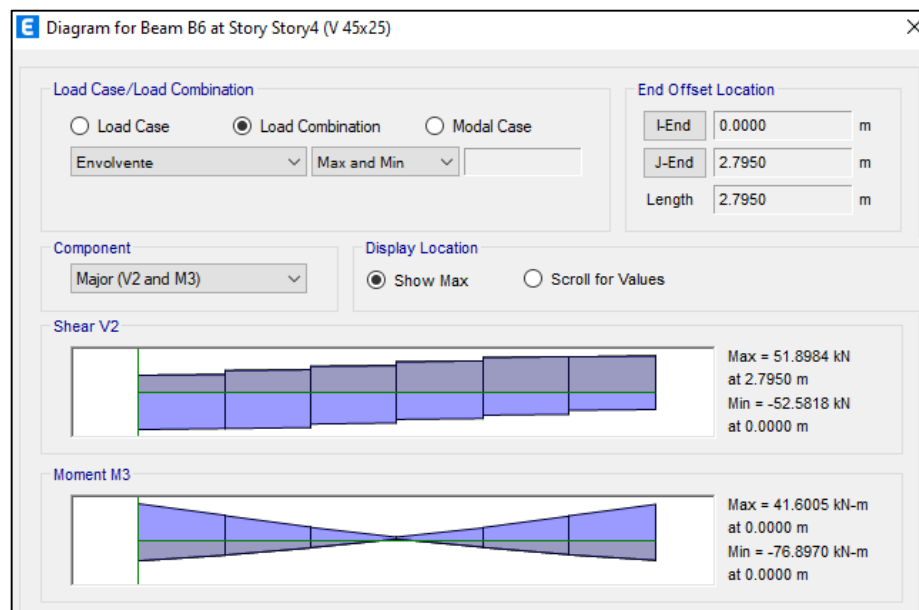 E Diagram for Beam B6 at Story Story4 (V 45x25)
Load Case/Load Combination
Load Case Load Combination Modal Case
Envolvente Max and Min
End Offset Location
I-End 0.0000 m
J-End 2.7950 m
Length 2.7950 m
Component
Major (V2 and M3)
Display Location
Show Max Scroll for Values
Shear V2
Max = 51.8984 kN
at 2.7950 m
Min = -52.5818 kN
at 0.0000 m
Moment M3
Max = 41.6005 kN-m
at 0.0000 m
Min = -76.8970 kN-m
at 0.0000 m